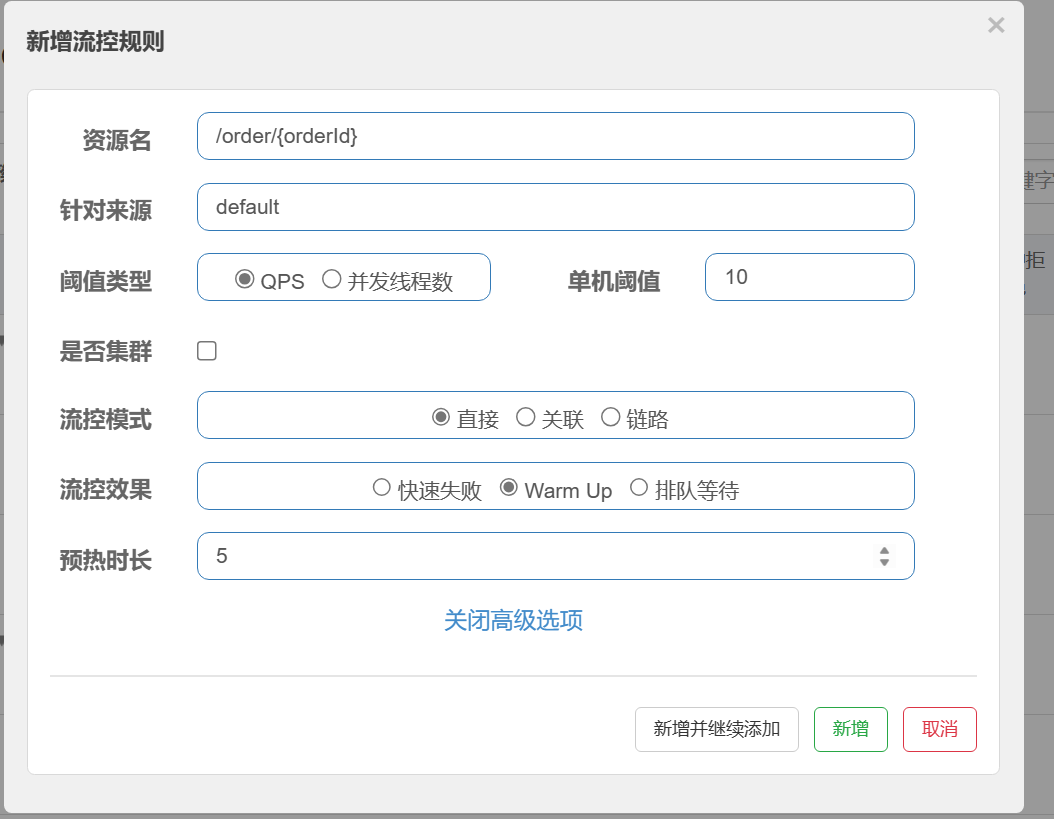 新增流控规则
×
资源名 /order/{orderId}
针对来源 default
阈值类型 QPS 并发线程数 单机阈值 10
是否集群
流控模式 直接 关联 链路
流控效果 快速失败 Warm Up 排队等待
预热时长 5
关闭高级选项
新增并继续添加 新增 取消
键字
拒